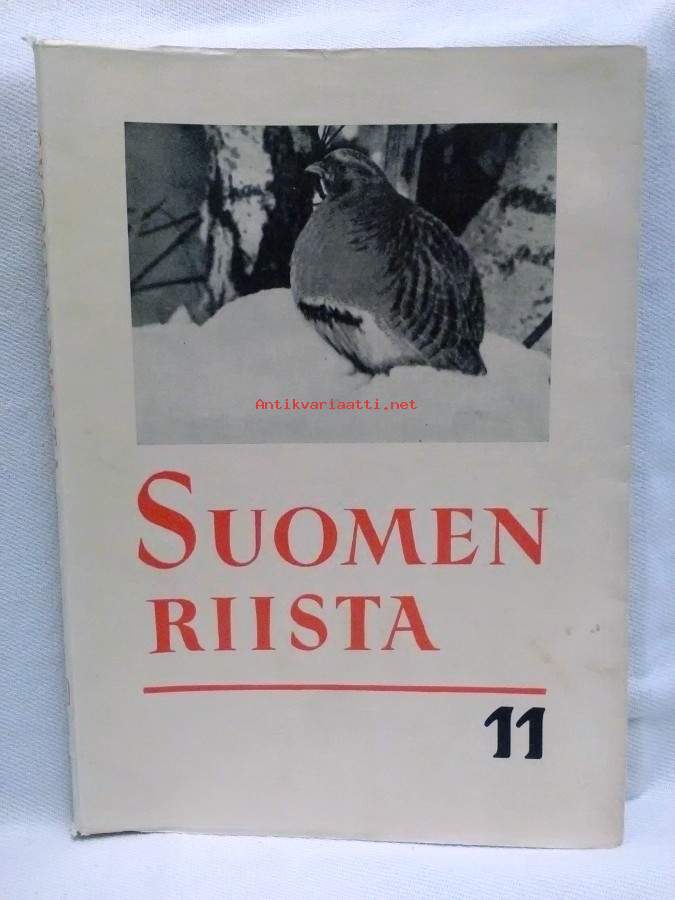 Antikvariaatti.net
SUOMEN
RIISTA
11